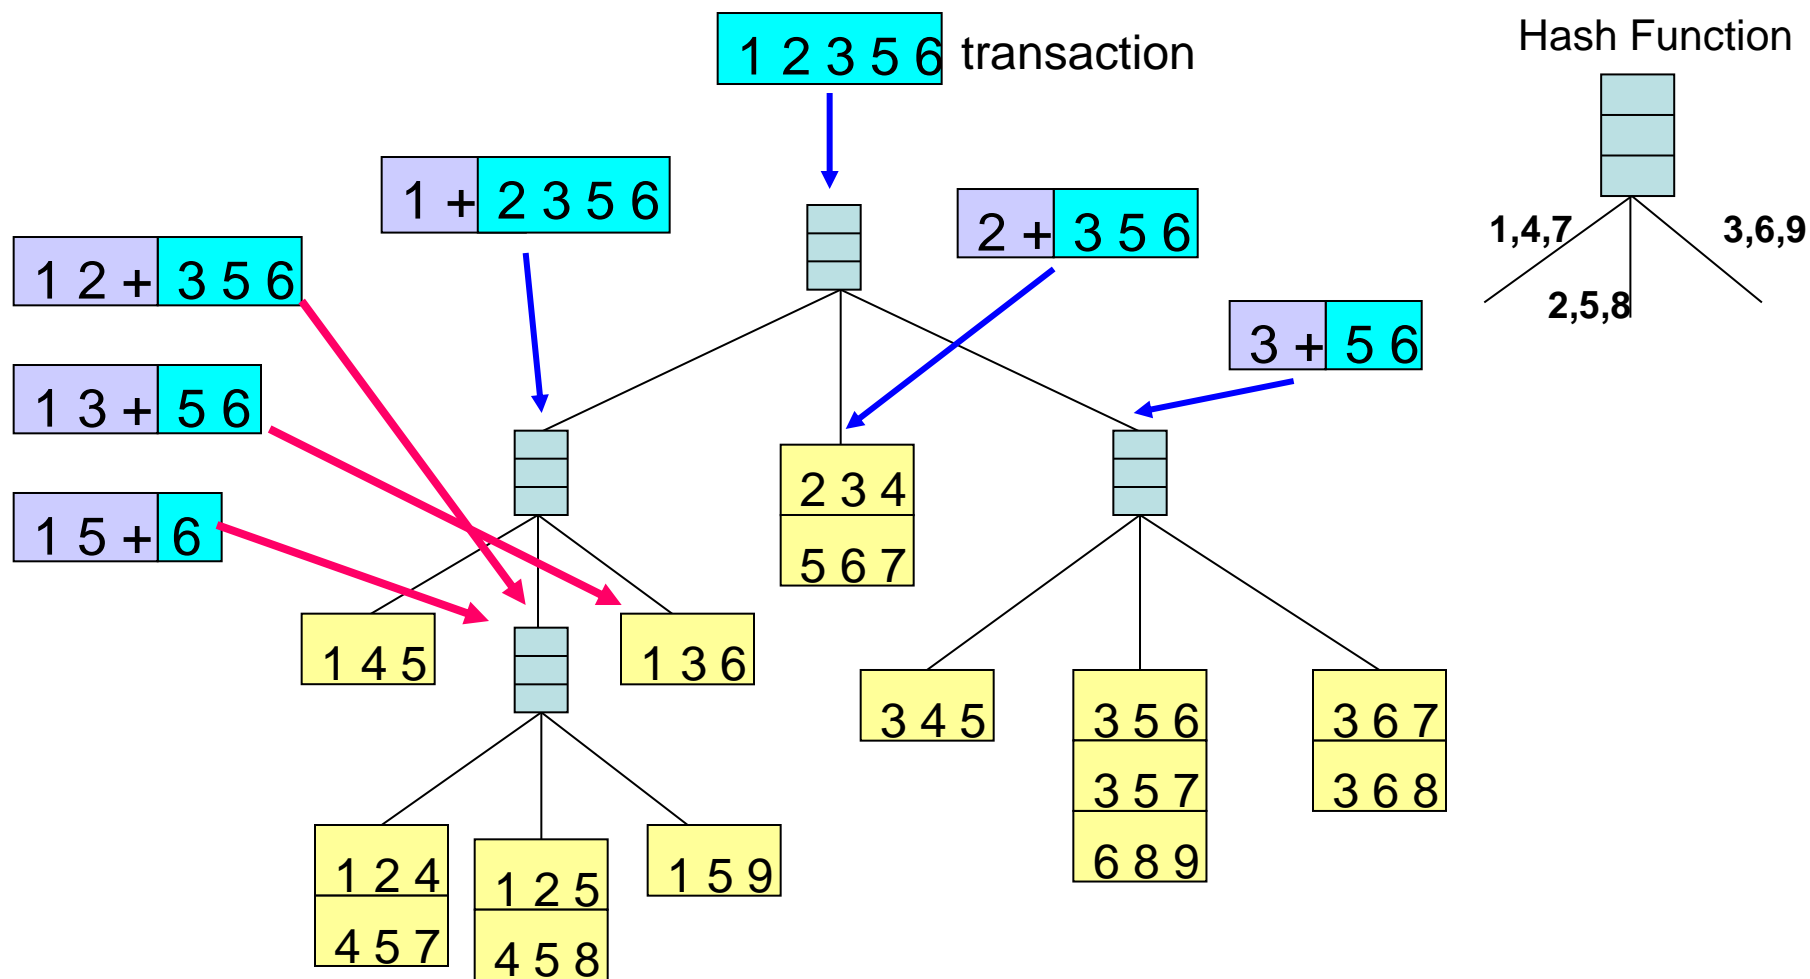 1 2 3 5 6 transaction
Hash Function
1,4,7
3,6,9
2,5,8
1 + 2 3 5 6
2 + 3 5 6
3 + 5 6
1 2 + 3 5 6
1 3 + 5 6
1 5 + 6
2 3 4
5 6 7
1 4 5
1 3 6
3 4 5
3 5 6
3 5 7
6 8 9
3 6 7
3 6 8
1 2 4
4 5 7
1 2 5
4 5 8
1 5 9